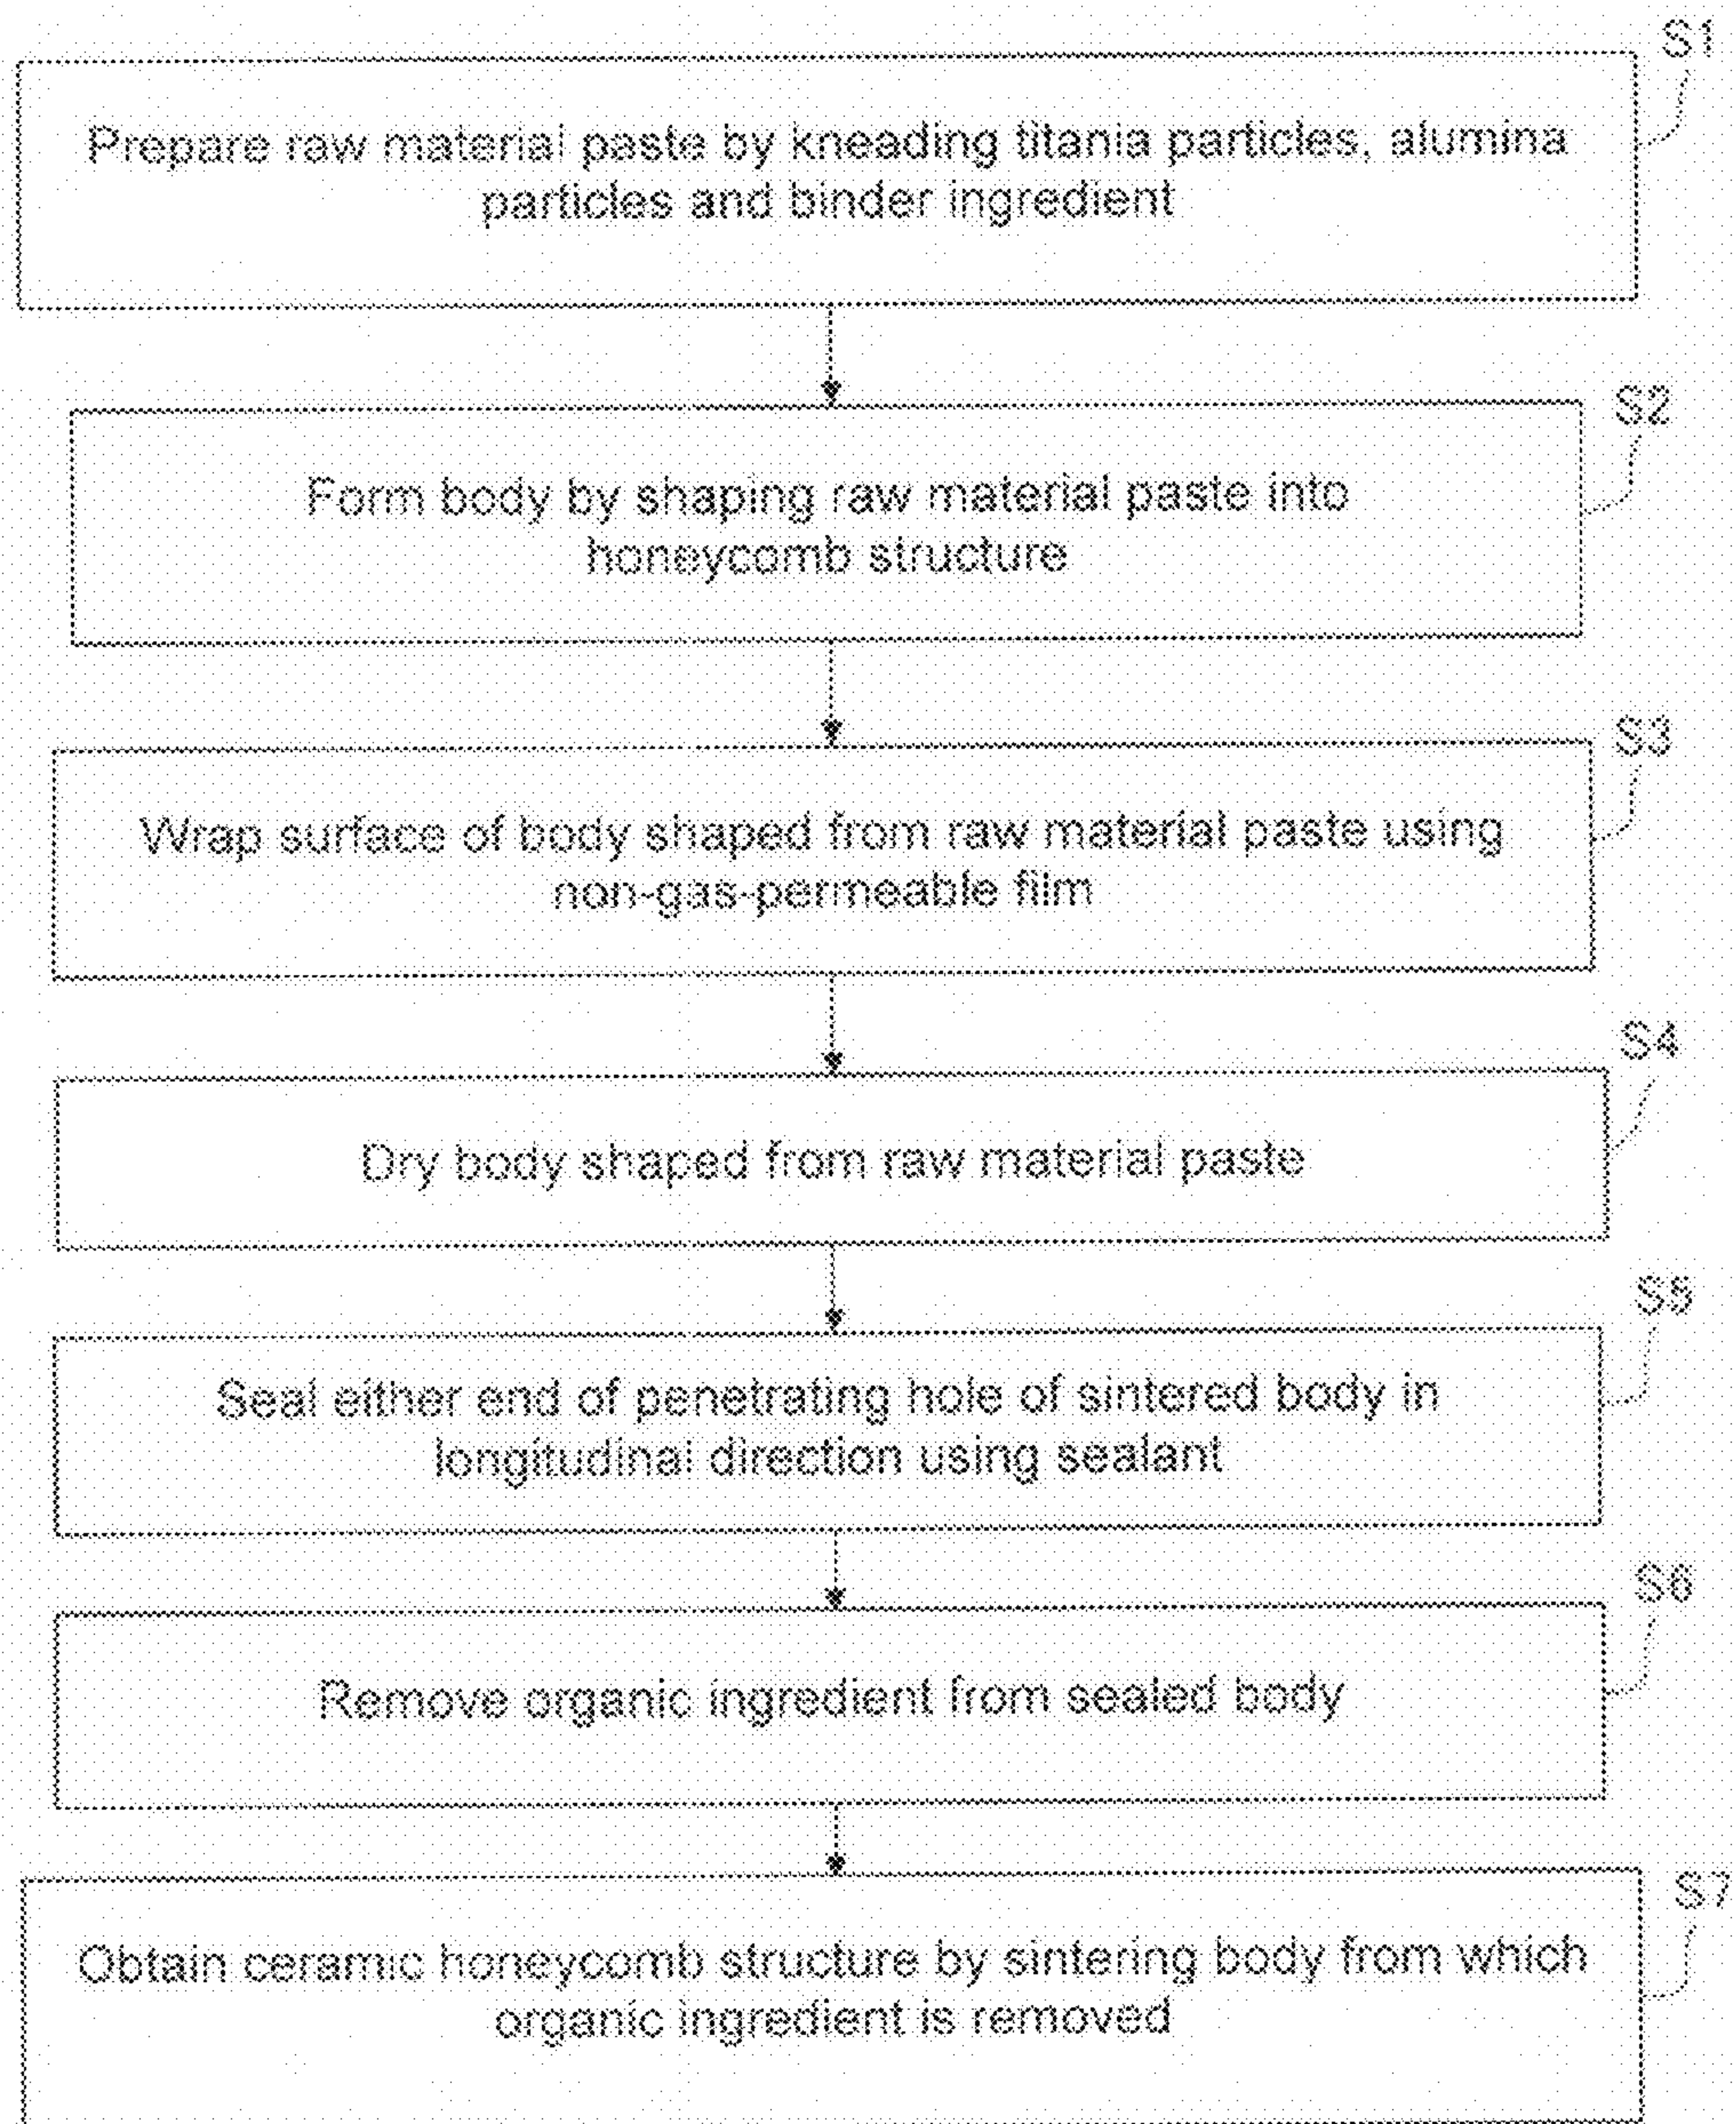 S1
Prepare raw material paste by kneading titania particles, alumina
particles and binder ingredient
S2
Form body by shaping raw material paste into
honeycomb structure
S3
Wrap surface of body shaped from raw material paste using
non-gas-permeable film
S4
Dry body shaped from raw material paste
S5
Seal either end of penetrating hole of sintered body in
longitudinal direction using sealant
S6
Remove organic ingredient from sealed body
S7
Obtain ceramic honeycomb structure by sintering body from which
organic ingredient is removed